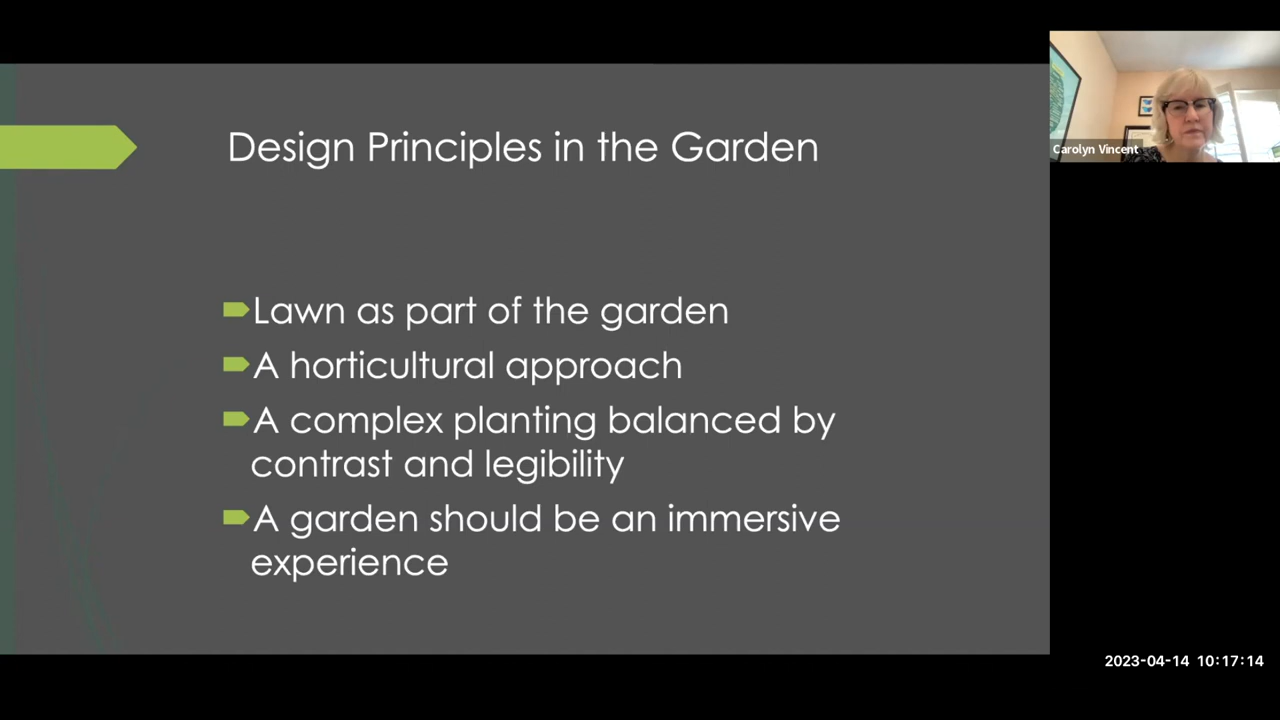 Design Principles in the Garden
Lawn as part of the garden
A horticultural approach
A complex planting balanced by
contrast and legibility
A garden should be an immersive
experience
Carolyn Vincent
2023-04-14 10:17:14